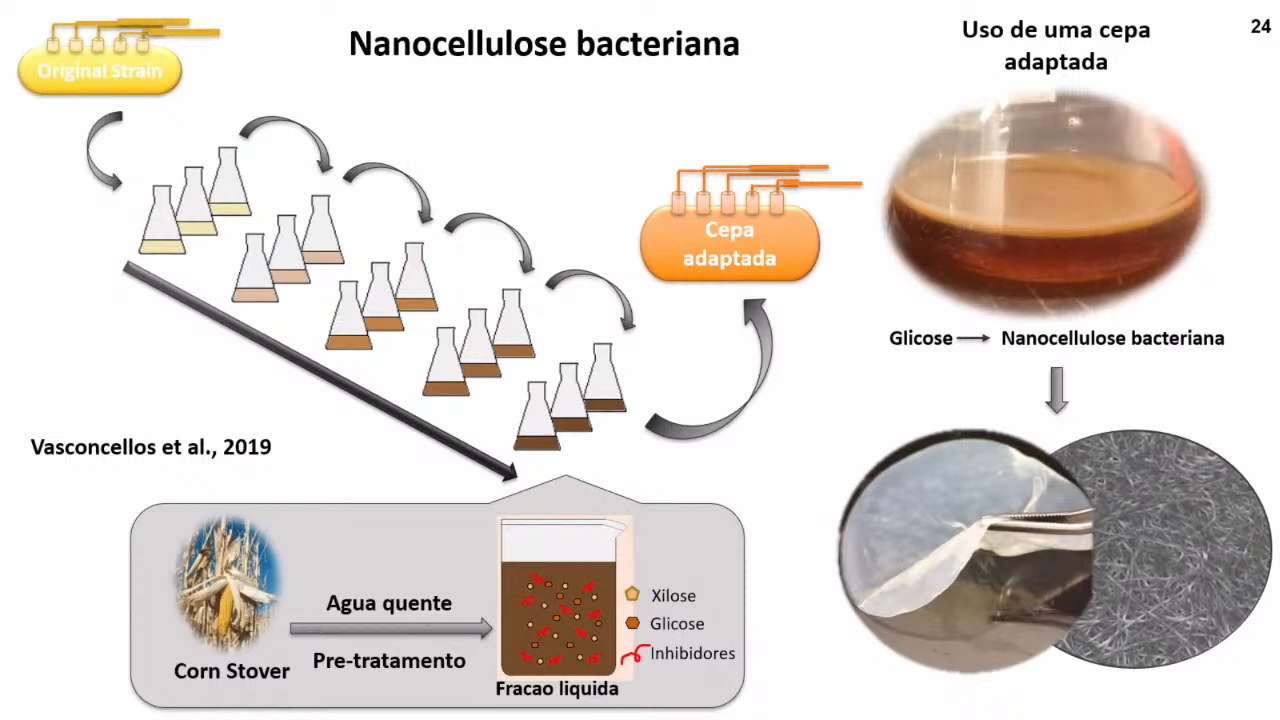 Nanocellulose bacteriana
24
Original Strain
Uso de uma cepa
adaptada
Cepa
adaptada
Glicose
Nanocellulose bacteriana
Vasconcellos et al., 2019
Agua quente
Pre-tratamento
Corn Stover
Xilose
Glicose
Inhibidores
Fracao liquida